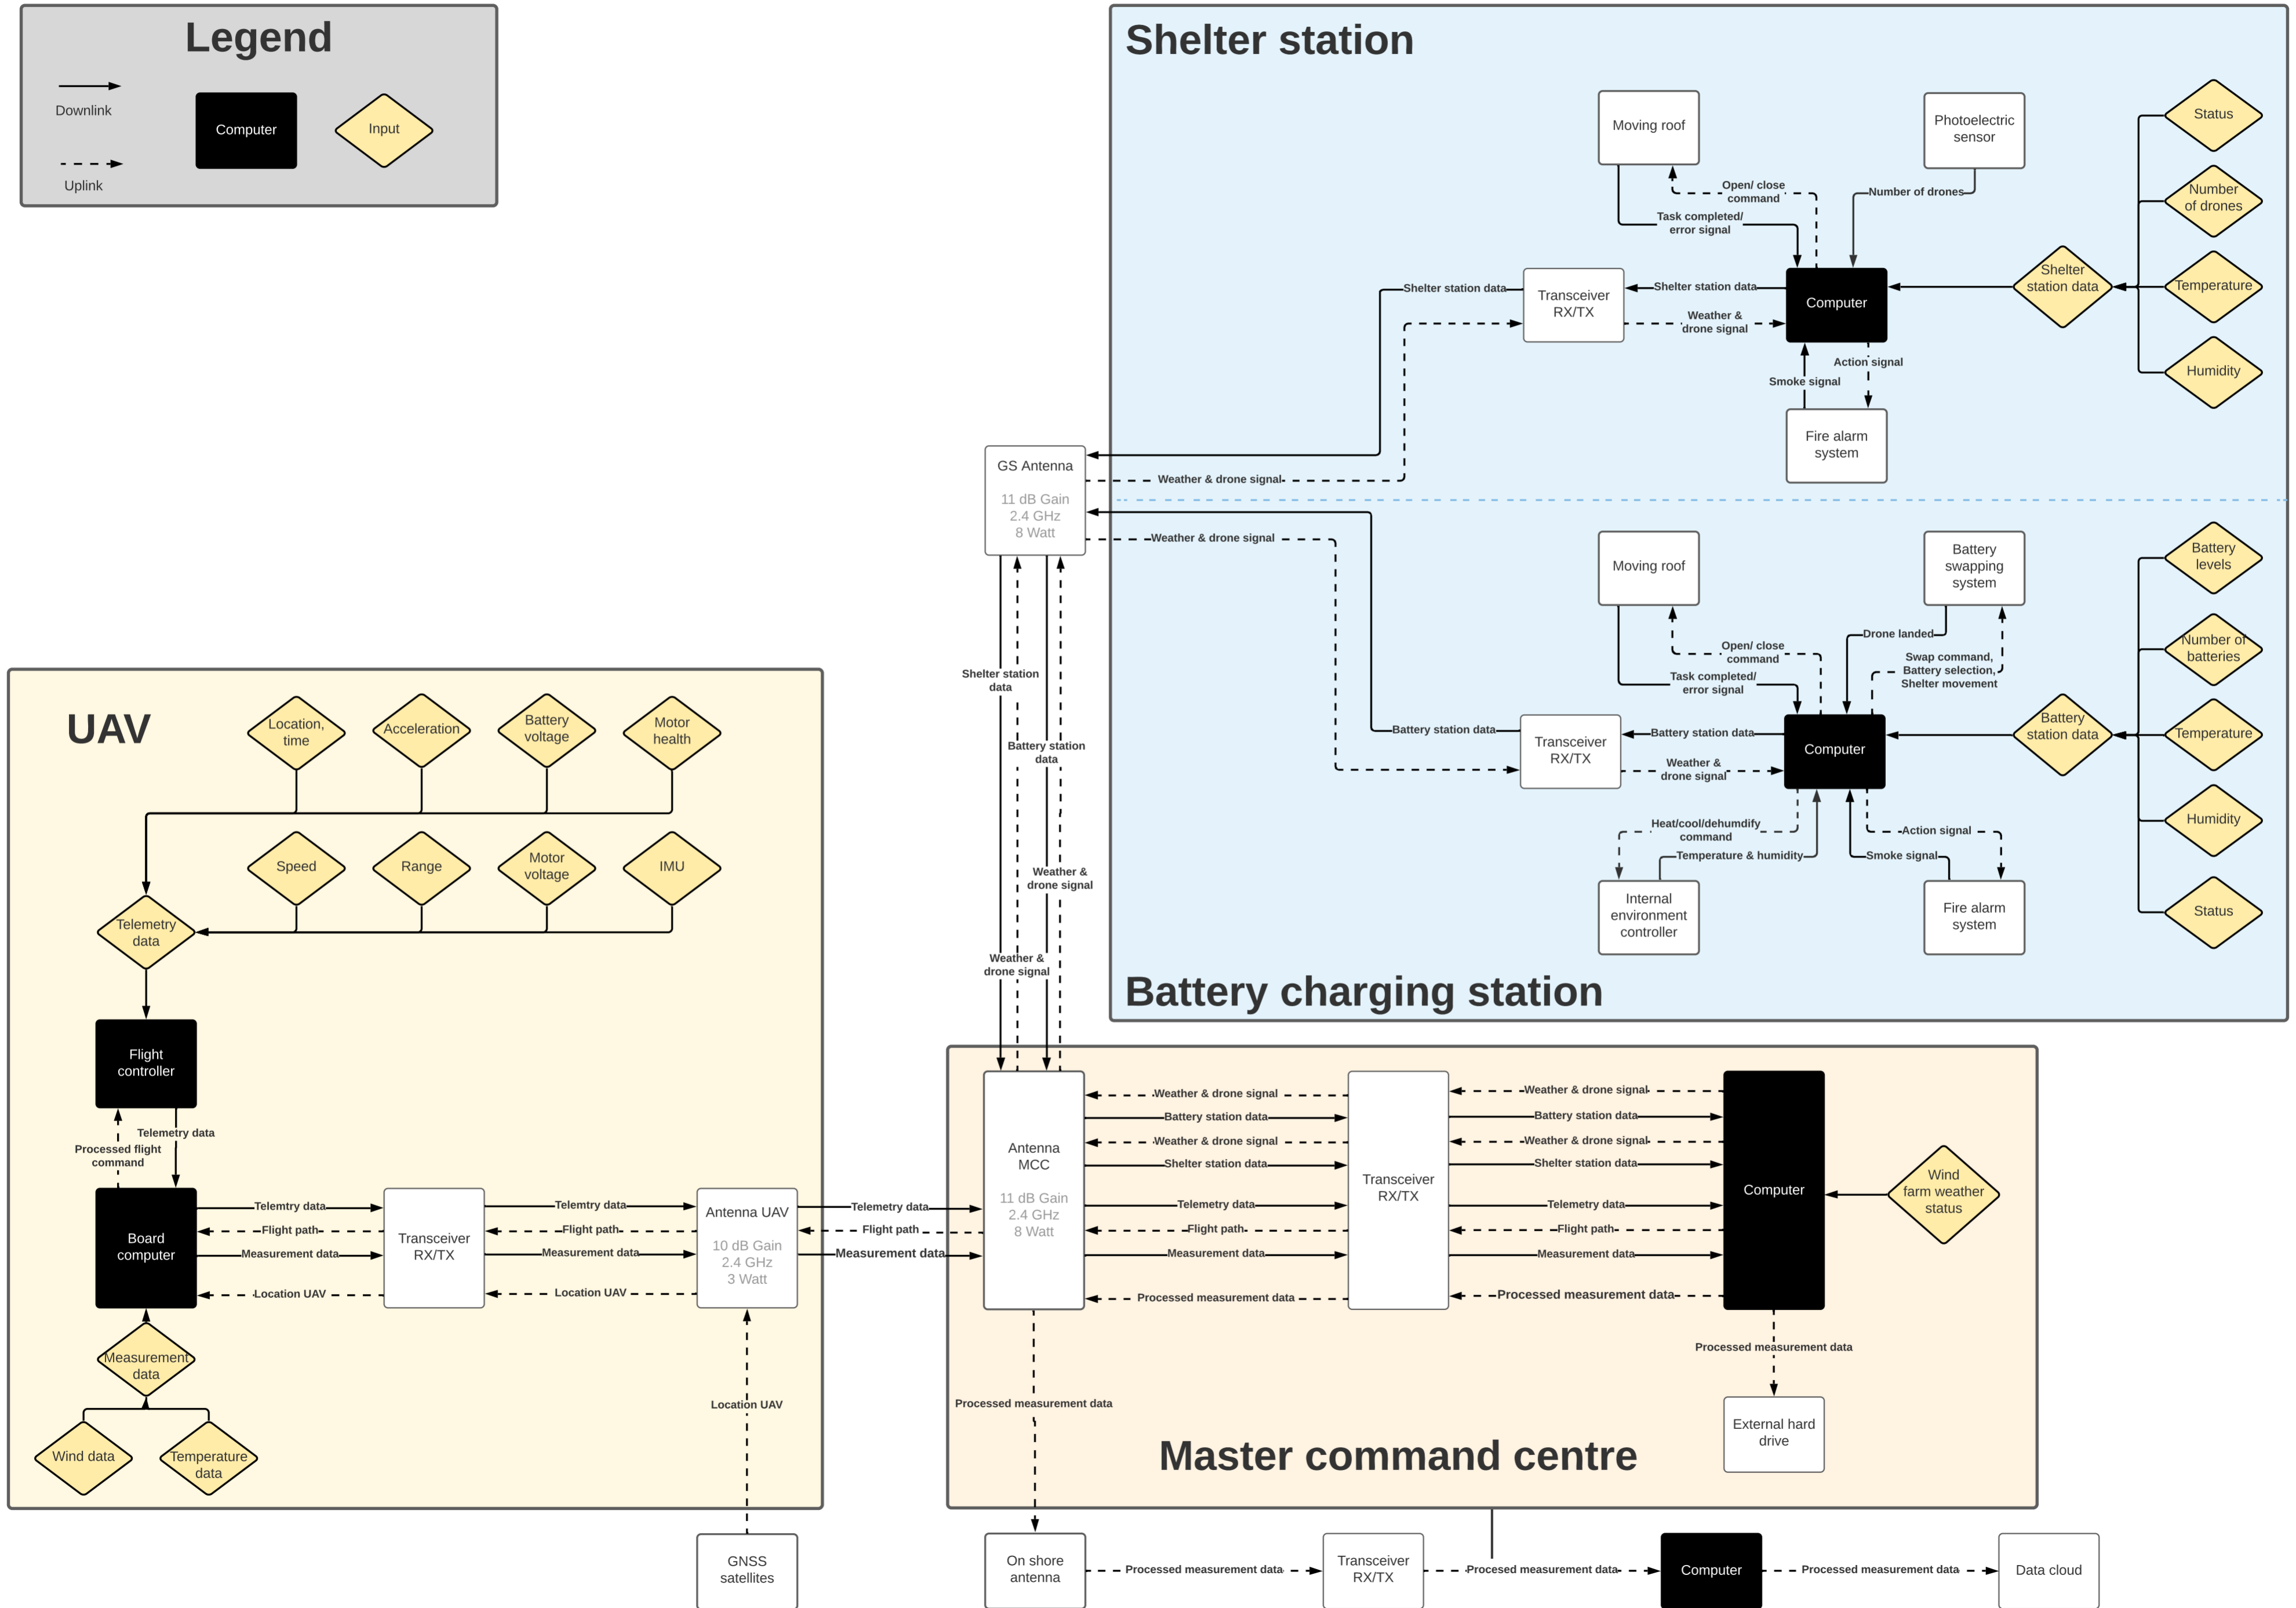 Legend
Downlink
Uplink
Computer
Input
Shelter station
Moving roof
Photoelectric
sensor
Open/ close
command
Number of drones
Task completed/
error signal
Status
Number
of drones
Temperature
Humidity
Shelter
station data
Shelter station data
Transceiver
RX/TX
Shelter station data
Weather &
drone signal
Computer
Action signal
Smoke signal
Fire alarm
system
GS Antenna
11 dB Gain
2.4 GHz
8 Watt
Weather & drone signal
Weather & drone signal
Moving roof
Battery
swapping
system
Open/ close
command
Drone landed
Swap command,
Battery selection,
Shelter movement
Task completed/
error signal
Battery
levels
Number of
batteries
Temperature
Humidity
Status
Battery
station data
Battery station data
Transceiver
RX/TX
Battery station data
Weather &
drone signal
Computer
Heat/cool/dehumdify
command
Temperature & humidity
Action signal
Smoke signal
Internal
environment
controller
Fire alarm
system
Battery charging station
Shelter station
data
Battery station
data
Weather &
drone signal
Weather &
drone signal
UAV
Location,
time
Acceleration
Battery
voltage
Motor
health
Speed
Range
Motor
voltage
IMU
Telemetry
data
Flight
controller
Telemetry data
Processed flight
command
Board
computer
Telemtry data
Flight path
Measurement data
Location UAV
Transceiver
RX/TX
Telemtry data
Flight path
Measurement data
Location UAV
Antenna UAV
10 dB Gain
2.4 GHz
3 Watt
Telemetry data
Flight path
Measurement data
Measurement
data
Wind data
Temperature
data
Location UAV
GNSS
satellites
Antenna
MCC
11 dB Gain
2.4 GHz
8 Watt
Weather & drone signal
Battery station data
Weather & drone signal
Shelter station data
Telemetry data
Flight path
Measurement data
Processed measurement data
Transceiver
RX/TX
Weather & drone signal
Battery station data
Weather & drone signal
Shelter station data
Telemetry data
Flight path
Measurement data
Processed measurement data
Computer
Wind
farm weather
status
Processed measurement data
External hard
drive
Processed measurement data
Master command centre
On shore
antenna
Processed measurement data
Transceiver
RX/TX
Procesed measurement data
Computer
Processed measurement data
Data cloud